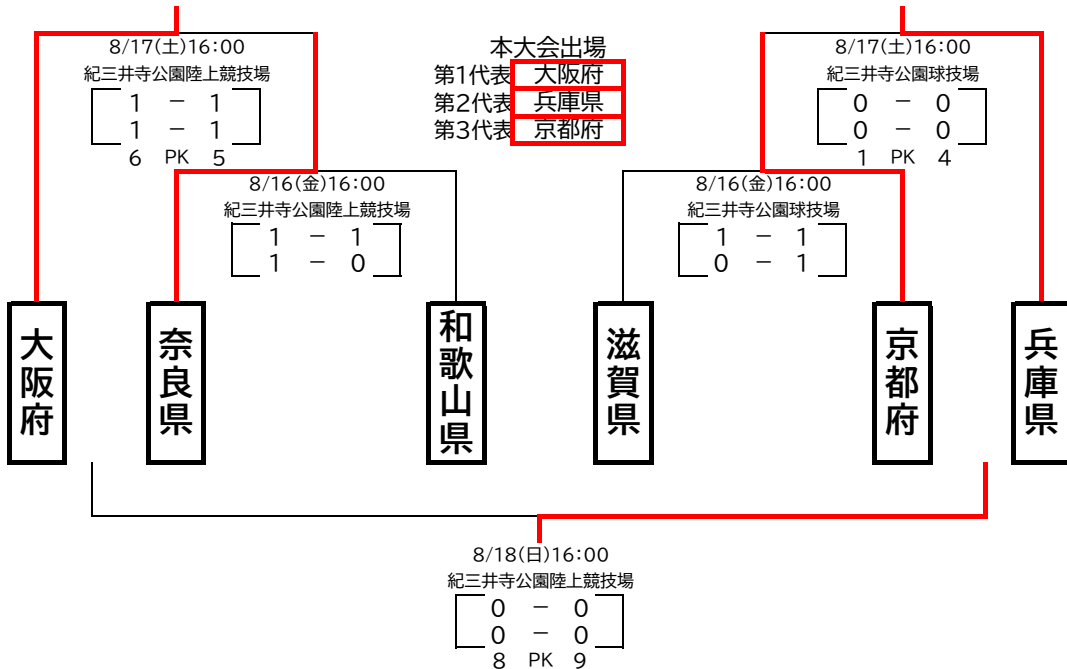 8/17(土)16:00
紀三井寺公園陸上競技場
1 － 1
1 － 1
6 PK 5
本大会出場
第1代表 大阪府
第2代表 兵庫県
第3代表 京都府
8/17(土)16:00
紀三井寺公園球技場
0 － 0
0 － 0
1 PK 4
8/16(金)16:00
紀三井寺公園陸上競技場
1 － 1
1 － 0
8/16(金)16:00
紀三井寺公園球技場
1 － 1
0 － 1
大阪府
奈良県
和歌山県
滋賀県
京都府
兵庫県
8/18(日)16:00
紀三井寺公園陸上競技場
0 － 0
0 － 0
8 PK 9